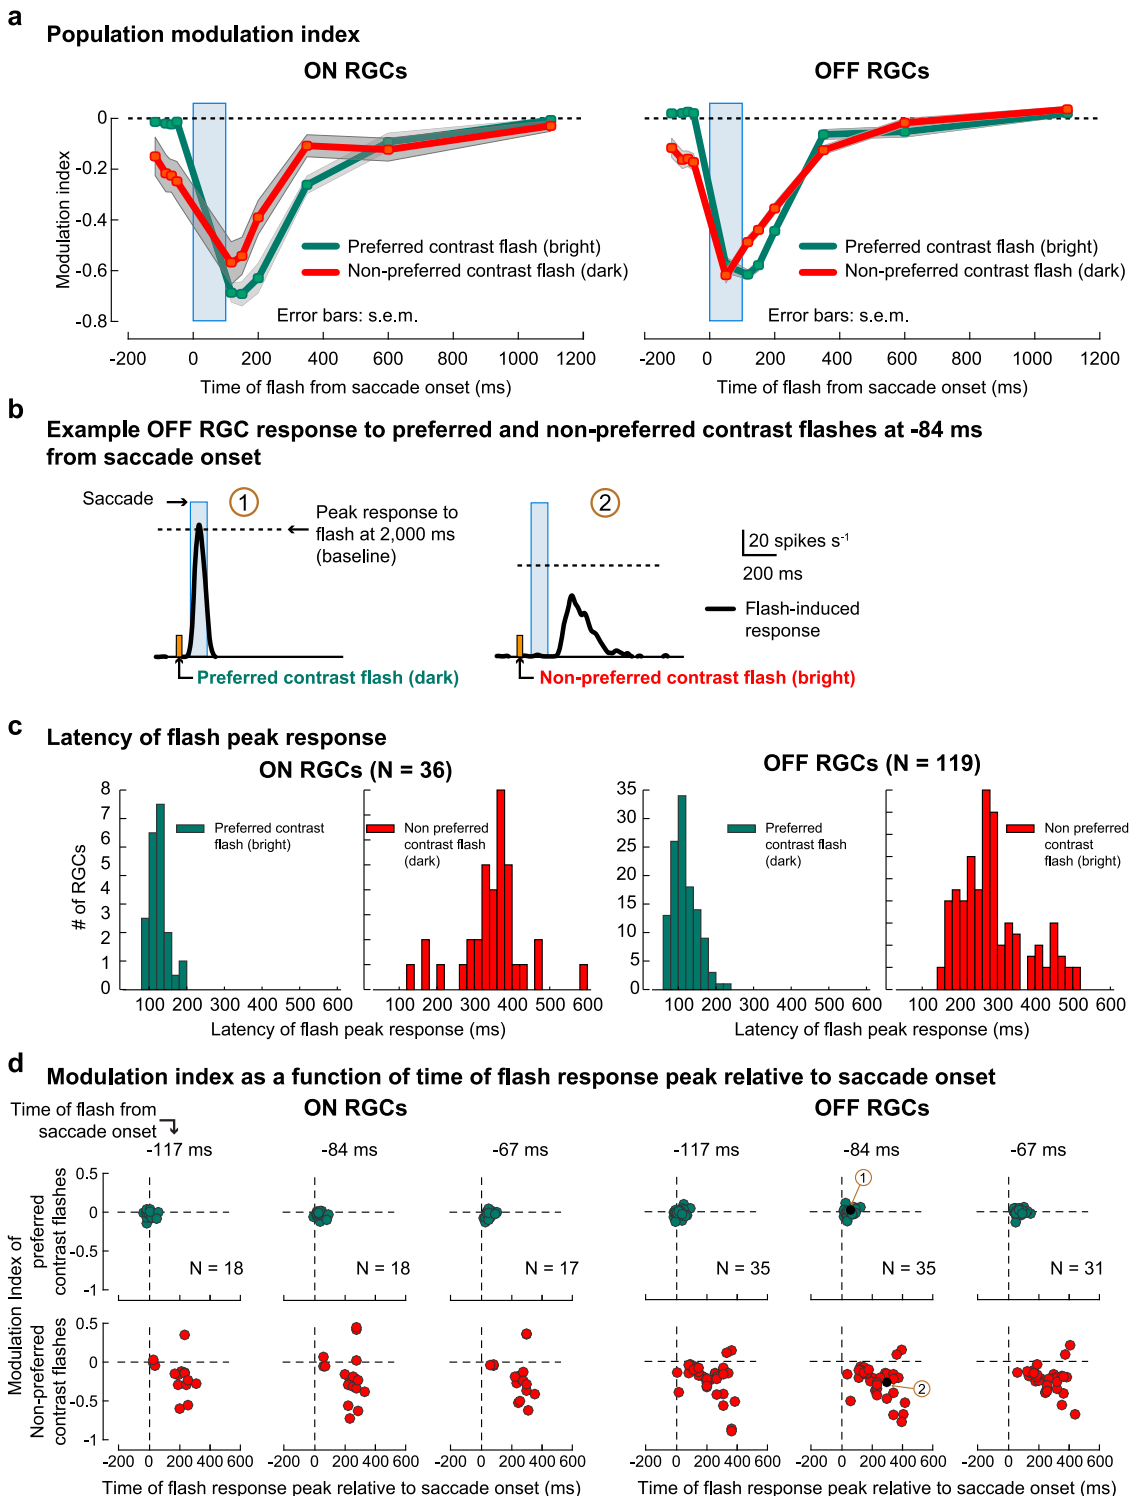 a
Population modulation index
ON RGCs
OFF RGCs
Modulation index
0
-0.2
-0.4
-0.6
-0.8
Preferred contrast flash (bright)
Non-preferred contrast flash (dark)
Error bars: s.e.m.
-200 0 200 400 600 800 1000 1200
Time of flash from saccade onset (ms)
Preferred contrast flash (bright)
Non-preferred contrast flash (dark)
Error bars: s.e.m.
-200 0 200 400 600 800 1000 1200
Time of flash from saccade onset (ms)
b
Example OFF RGC response to preferred and non-preferred contrast flashes at -84 ms
from saccade onset
Saccade
1
Peak response to
flash at 2,000 ms
(baseline)
Preferred contrast flash (dark)
2
Non-preferred contrast flash (bright)
20 spikes s-1
200 ms
Flash-induced
response
c
Latency of flash peak response
ON RGCs (N = 36)
OFF RGCs (N = 119)
# of RGCs
8
7
6
5
4
3
2
1
0
Preferred contrast
flash (bright)
100 200 300 400 500 600
Non preferred
contrast flash
(dark)
100 200 300 400 500 600
Latency of flash peak response (ms)
35
30
25
20
15
10
5
0
Preferred
contrast flash
(dark)
100 200 300 400 500 600
Non preferred
contrast
flash (bright)
100 200 300 400 500 600
Latency of flash peak response (ms)
d
Modulation index as a function of time of flash response peak relative to saccade onset
Time of flash from
saccade onset
ON RGCs
OFF RGCs
-117 ms
-84 ms
-67 ms
-117 ms
-84 ms
-67 ms
Modulation Index of
preferred
contrast flashes
0.5
0
-0.5
-1
N = 18
N = 18
N = 17
N = 35
1
N = 35
N = 31
Non-preferred
contrast flashes
0.5
0
-0.5
-1
2
-200 0 200 400 600
-200 0 200 400 600
-200 0 200 400 600
-200 0 200 400 600
-200 0 200 400 600
-200 0 200 400 600
Time of flash response peak relative to saccade onset (ms)
Time of flash response peak relative to saccade onset (ms)